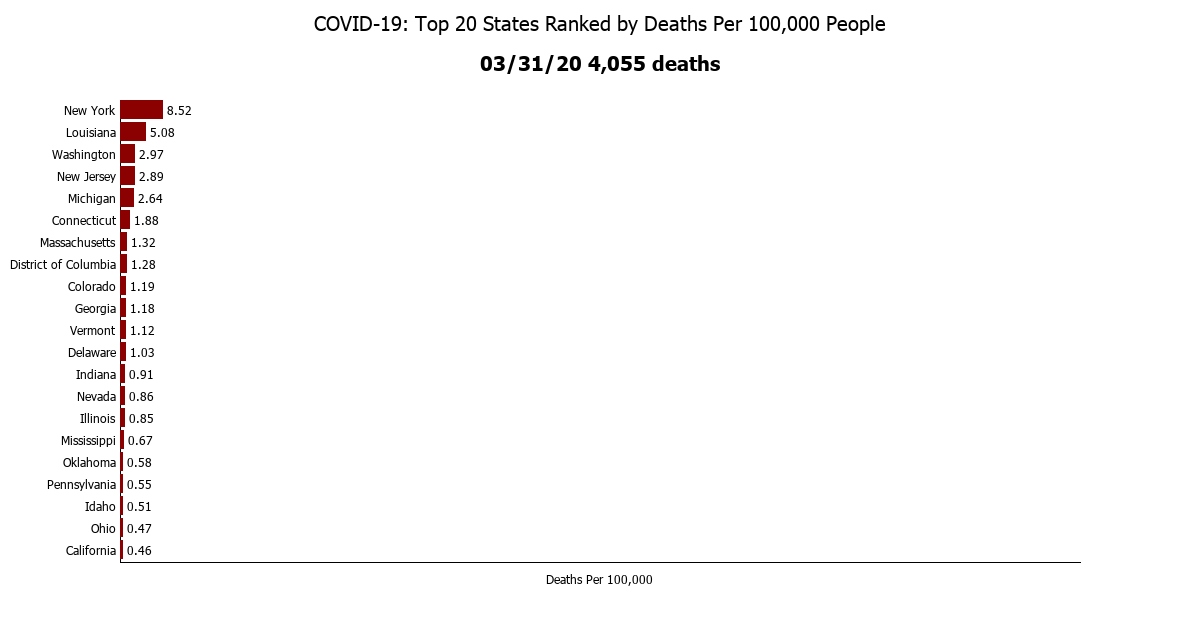 COVID-19: Top 20 States Ranked by Deaths Per 100,000 People
03/31/20 4,055 deaths
New York 8.52
Louisiana 5.08
Washington 2.97
New Jersey 2.89
Michigan 2.64
Connecticut 1.88
Massachusetts 1.32
District of Columbia 1.28
Colorado 1.19
Georgia 1.18
Vermont 1.12
Delaware 1.03
Indiana 0.91
Nevada 0.86
Illinois 0.85
Mississippi 0.67
Oklahoma 0.58
Pennsylvania 0.55
Idaho 0.51
Ohio 0.47
California 0.46
Deaths Per 100,000